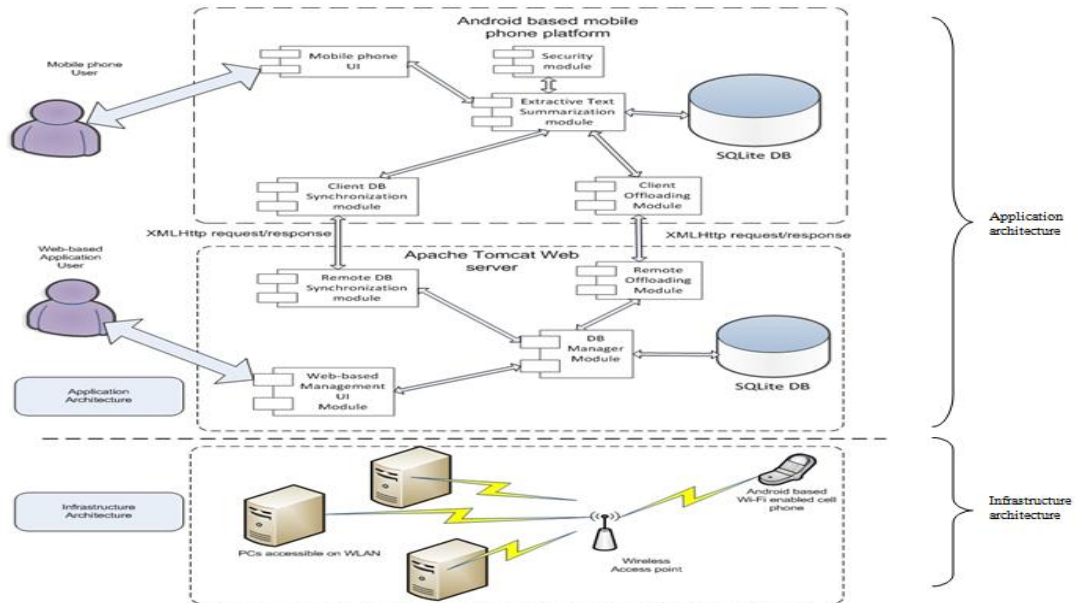 Android based mobile
phone platform
Mobile phone
User
Mobile phone
UI
Security
module
Extractive Text
Summarization
module
SQLite DB
Client DB
Synchronization
module
Client
Offloading
Module
XMLHttp request/response
XMLHttp request/response
Application
architecture
Web-based
Application
User
Apache Tomcat Web
server
Remote DB
Synchronization
module
Remote
Offloading
Module
DB
Manager
Module
SQLite DB
Web-based
Management
UI
Module
Application
Architecture
Infrastructure
Architecture
PCs accessible on WLAN
Wireless
Access point
Android based
Wi-Fi enabled cell
phone
Infrastructure
architecture